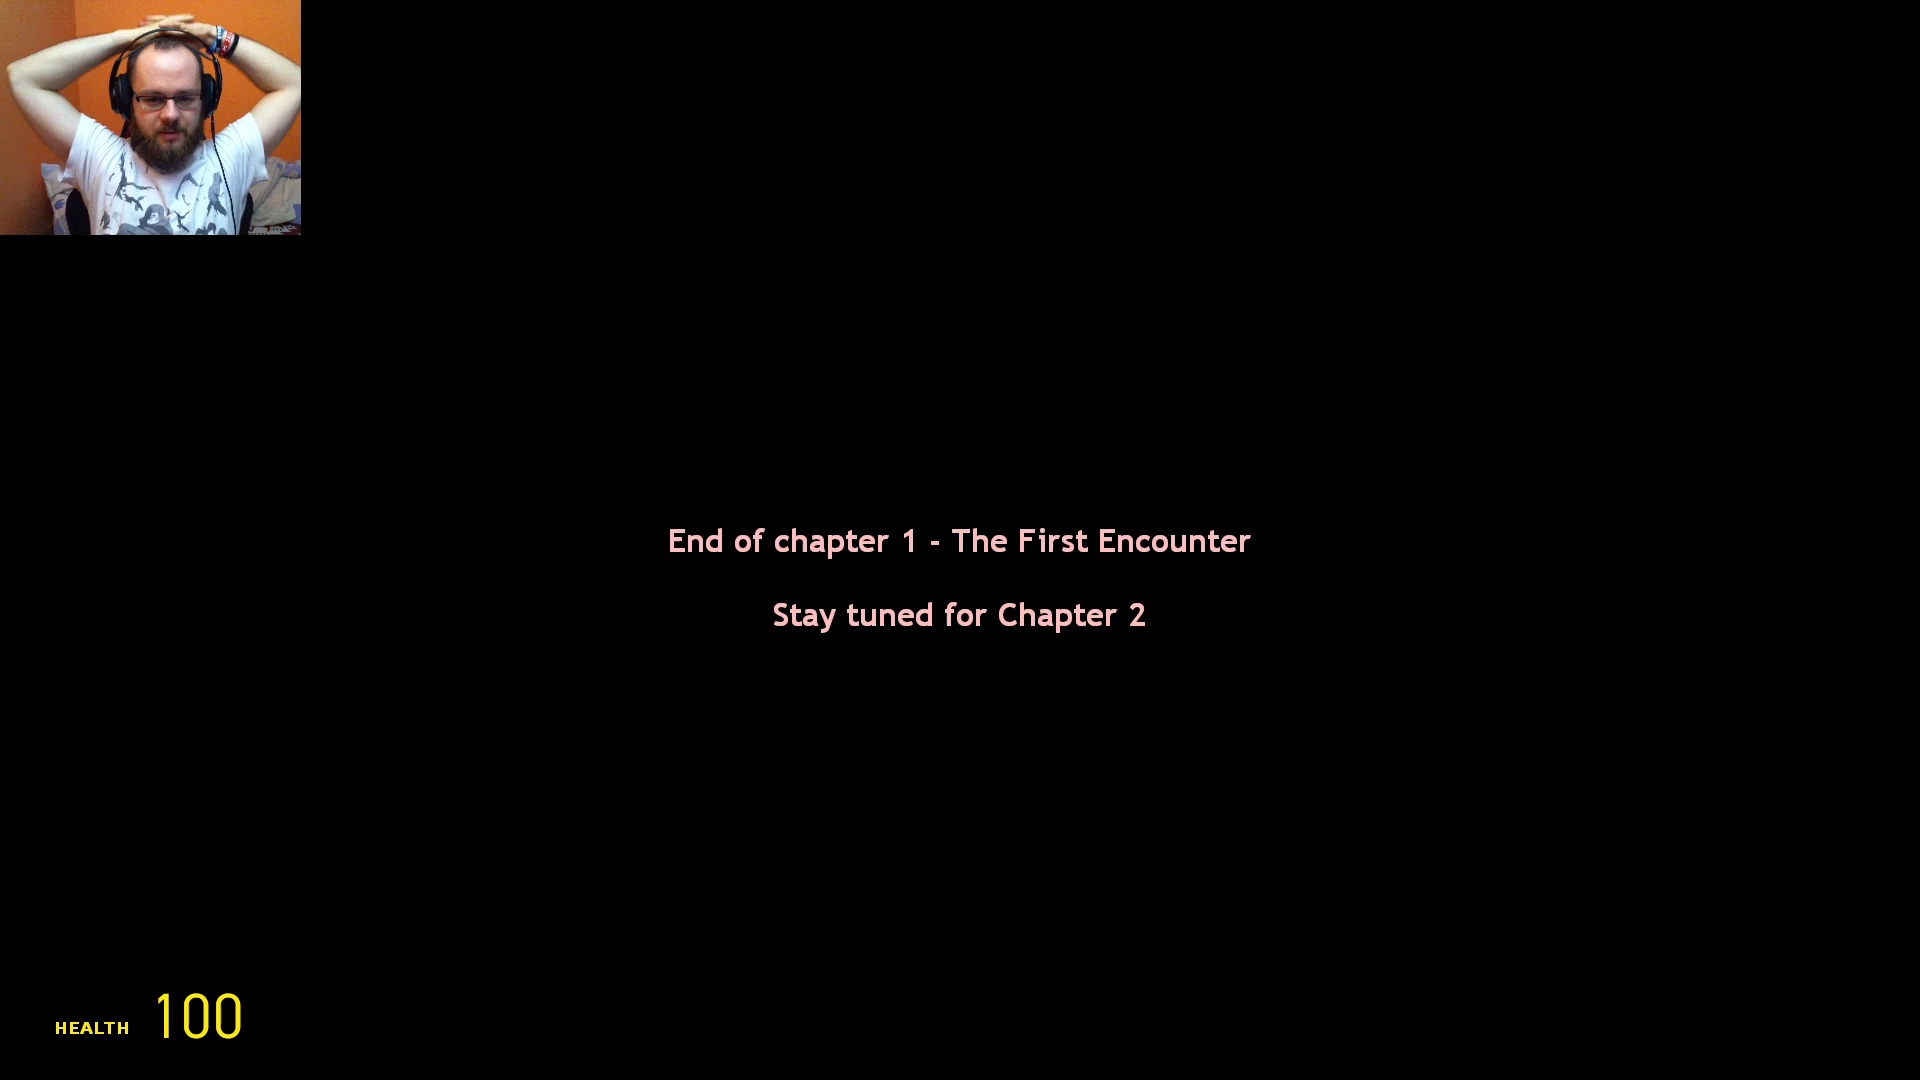 End of chapter 1 - The First Encounter
Stay tuned for Chapter 2
HEALTH 100